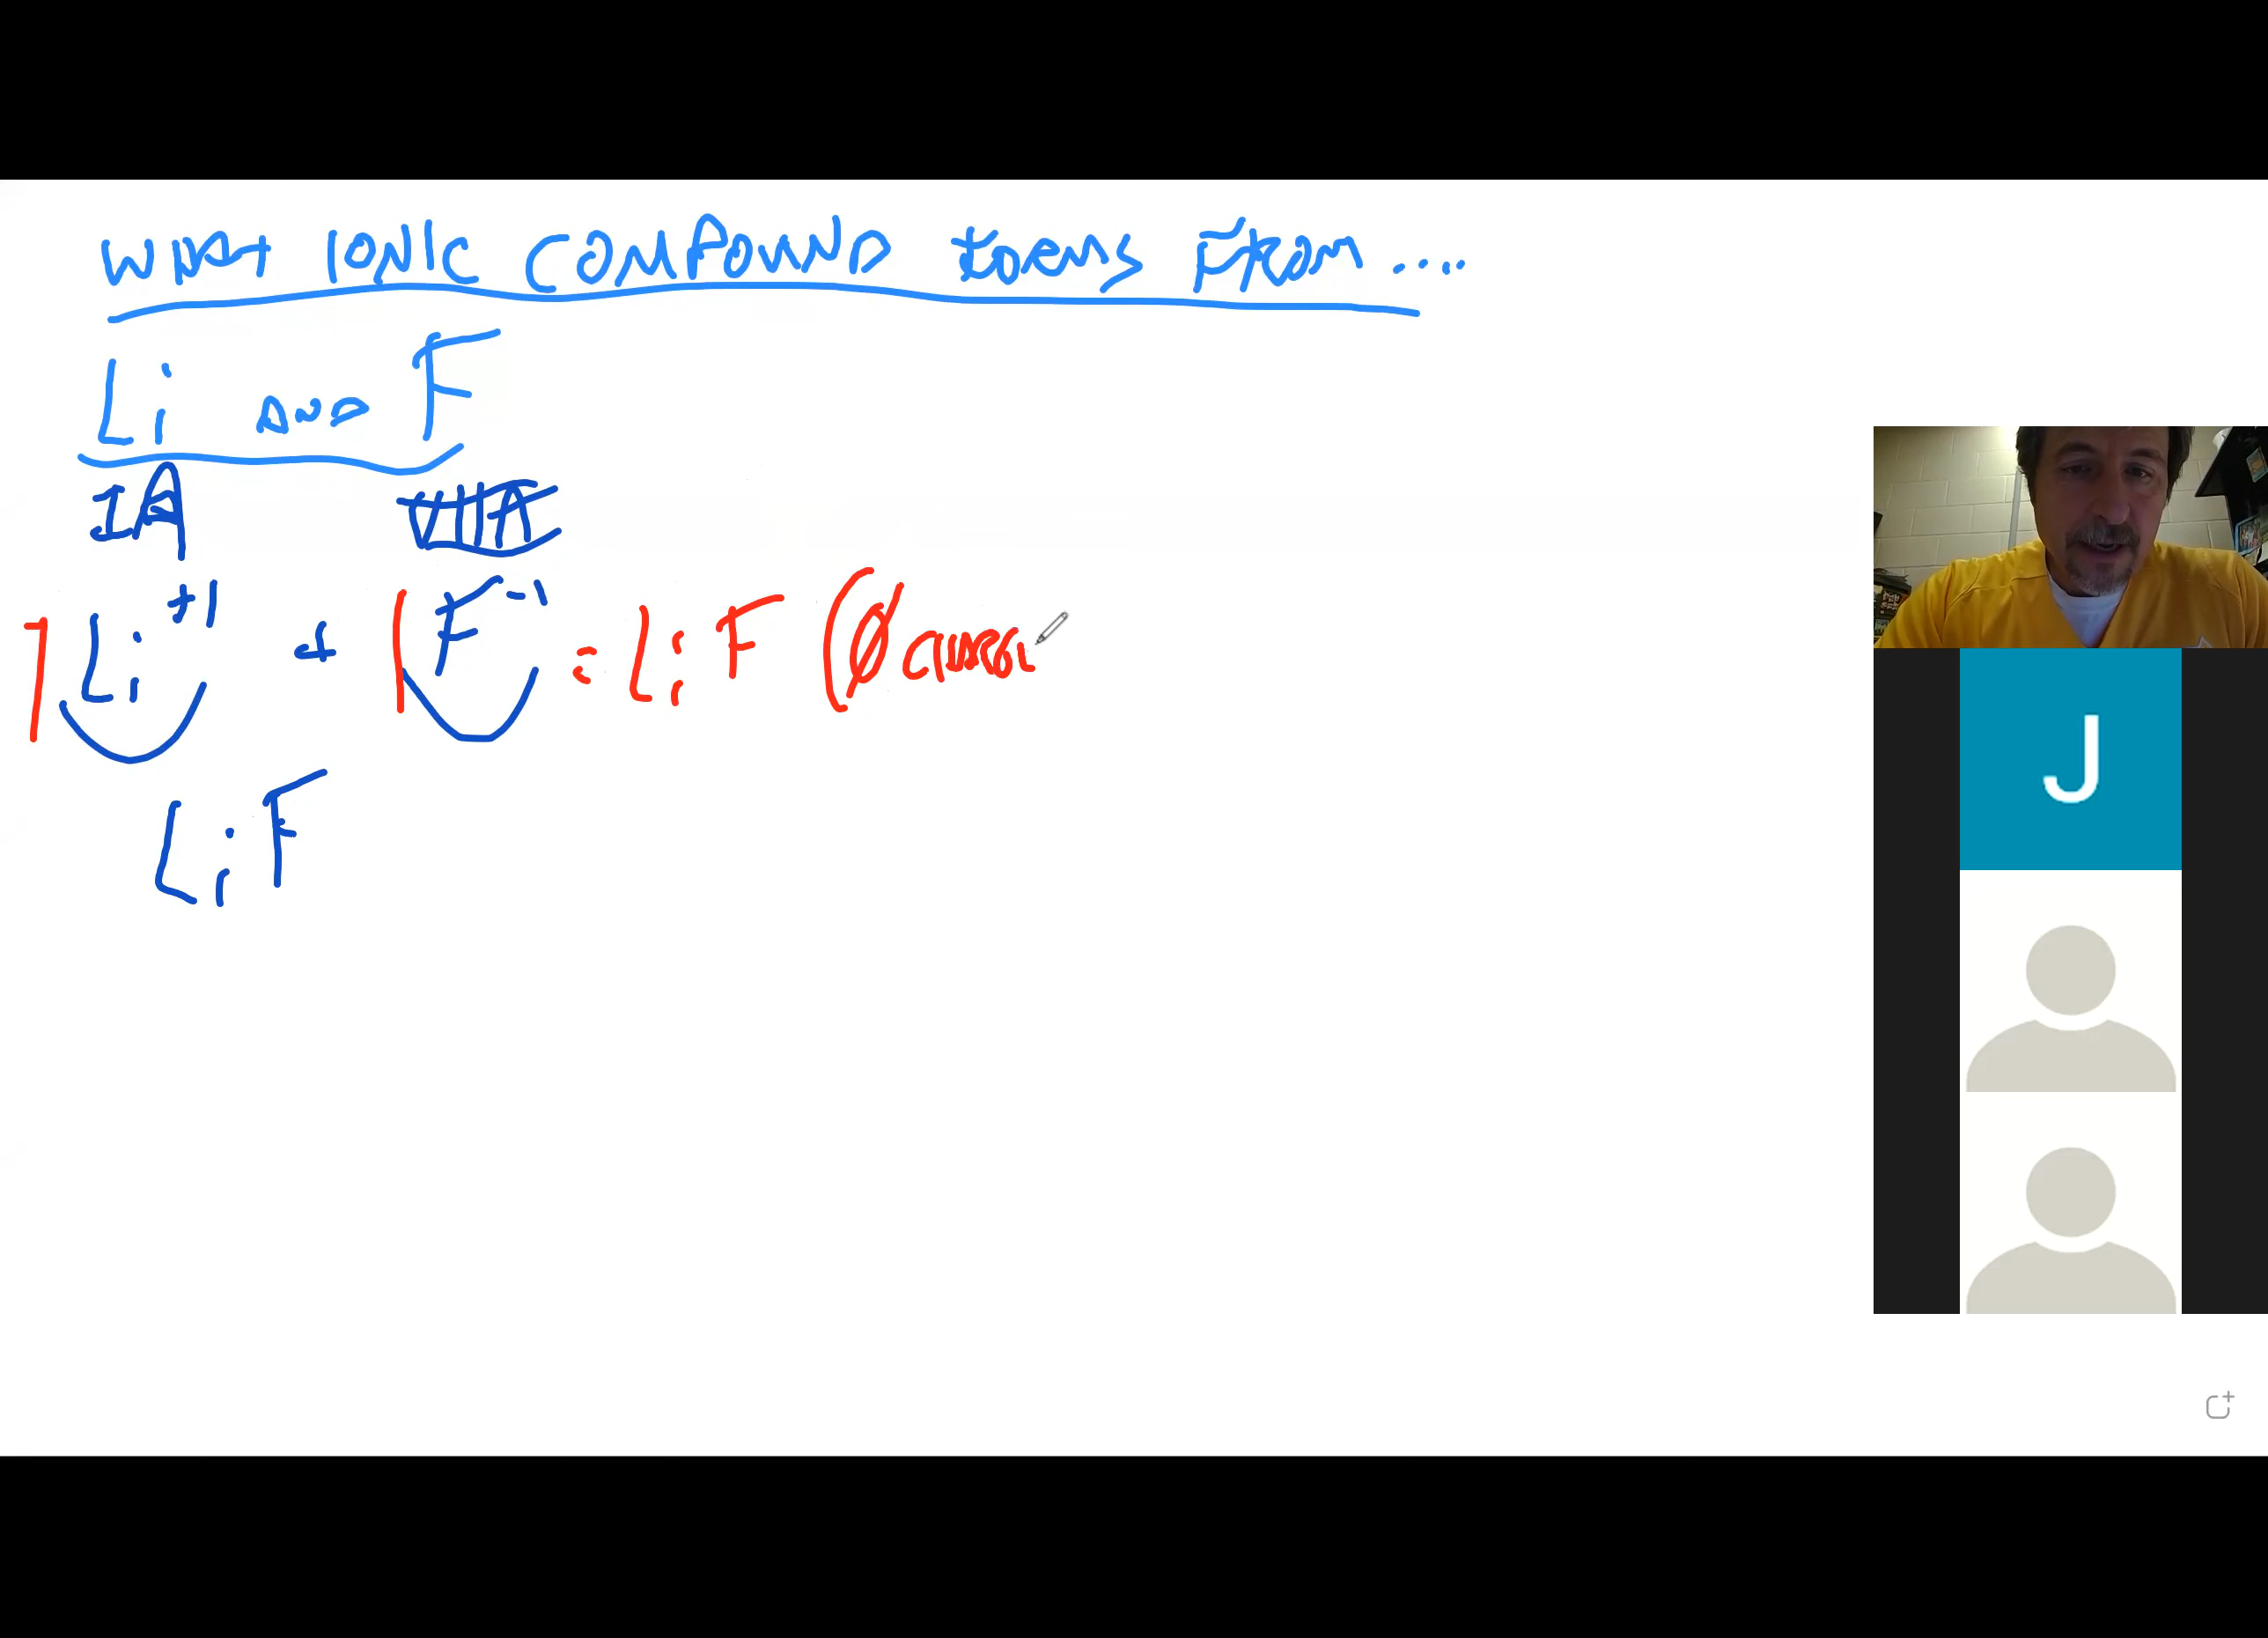 WHAT IONIC COMPOUND FORMS FROM....
Li AND F
IA VIIA
1 Li+1 & 1 F-1 = LiF (Ø CHARGE
LiF
J